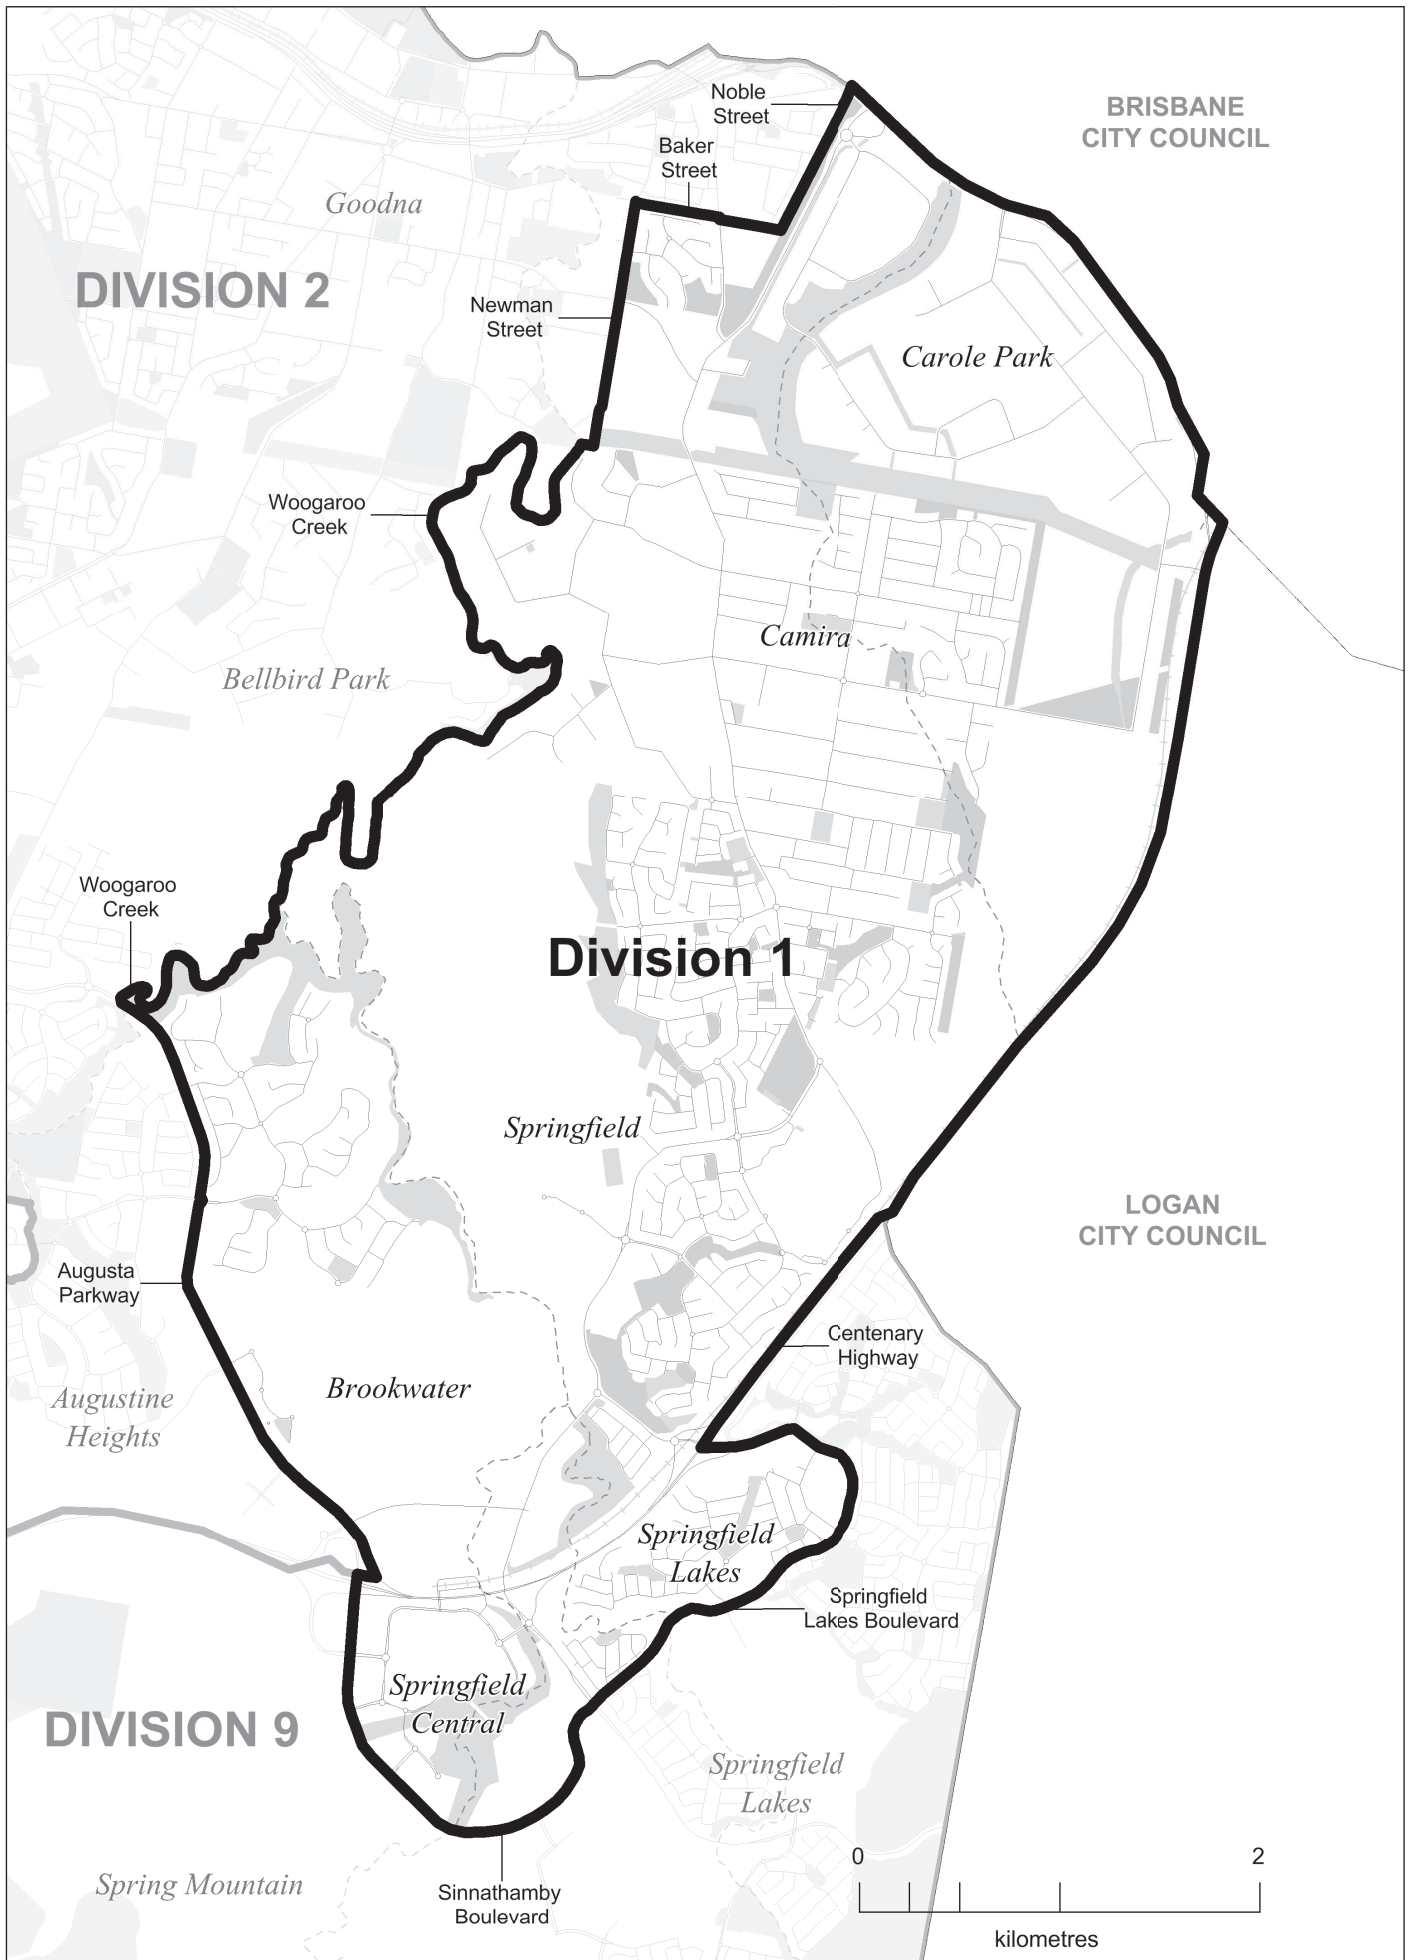 Noble
Street
BRISBANE
CITY COUNCIL
Baker
Street
Goodna
DIVISION 2
Newman
Street
Carole Park
Woogaroo
Creek
Camira
Bellbird Park
Woogaroo
Creek
Division 1
Springfield
LOGAN
CITY COUNCIL
Augusta
Parkway
Centenary
Highway
Brookwater
Augustine
Heights
Springfield
Lakes
Springfield
Lakes Boulevard
Springfield
Central
DIVISION 9
Springfield
Lakes
0 2
kilometres
Spring Mountain
Sinnathamby
Boulevard